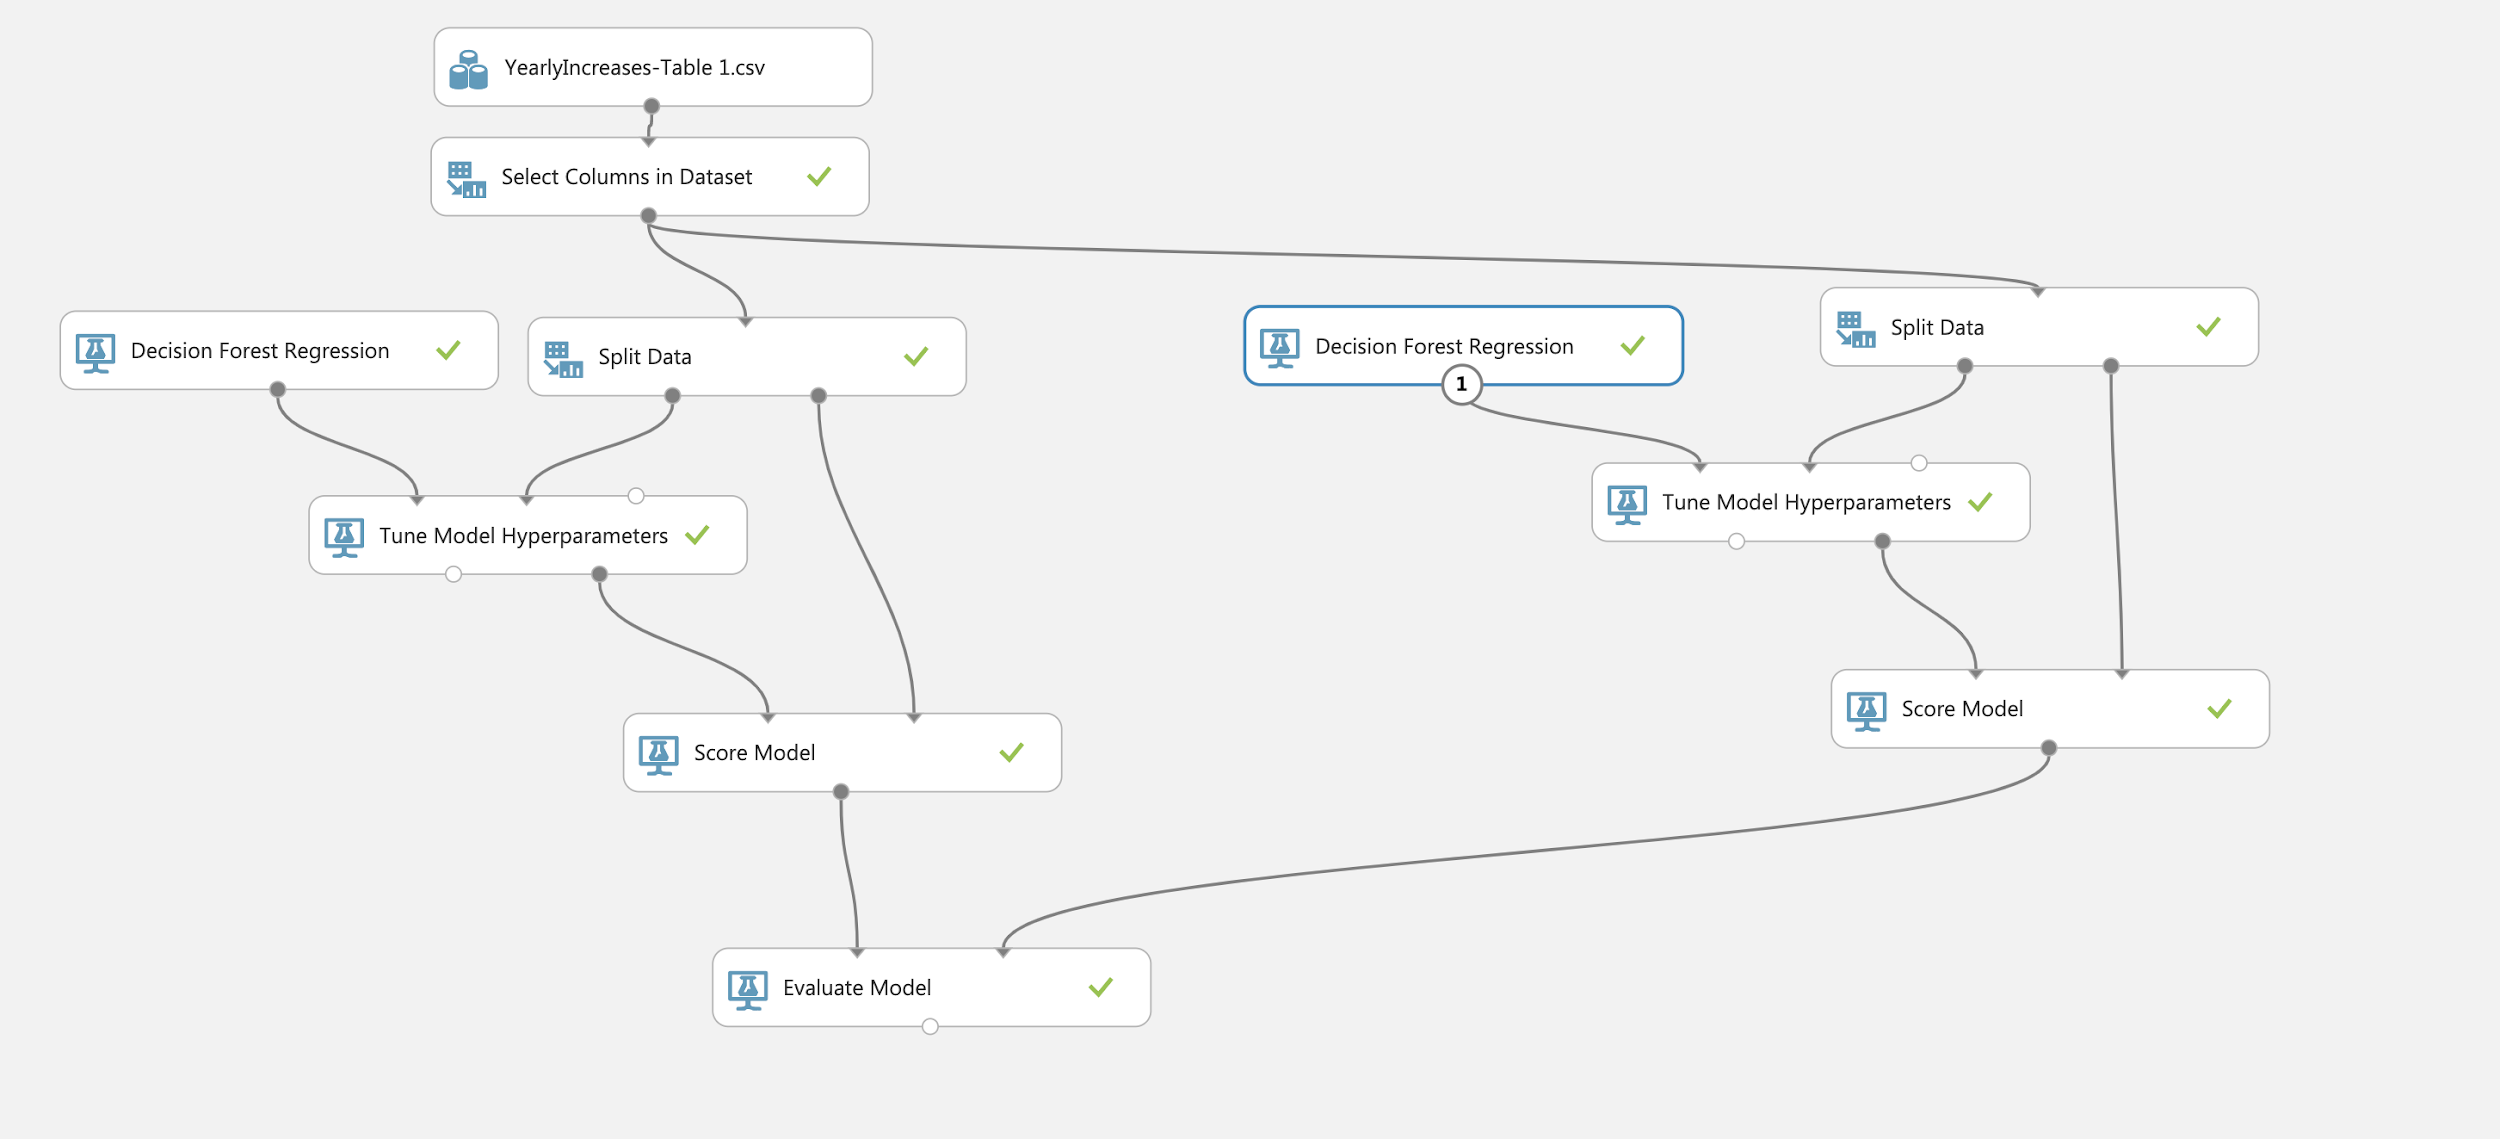 YearlyIncreases-Table 1.csv
Select Columns in Dataset
Decision Forest Regression
Split Data
Decision Forest Regression
1
Split Data
Tune Model Hyperparameters
Tune Model Hyperparameters
Score Model
Score Model
Evaluate Model